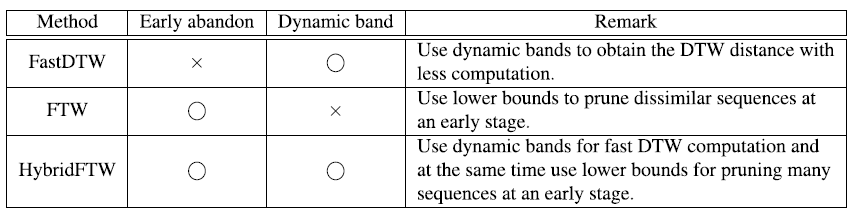 Method Early abandon Dynamic band Remark
FastDTW × ○ Use dynamic bands to obtain the DTW distance with
less computation.
FTW ○ × Use lower bounds to prune dissimilar sequences at
an early stage.
HybridFTW ○ ○ Use dynamic bands for fast DTW computation and
at the same time use lower bounds for pruning many
sequences at an early stage.